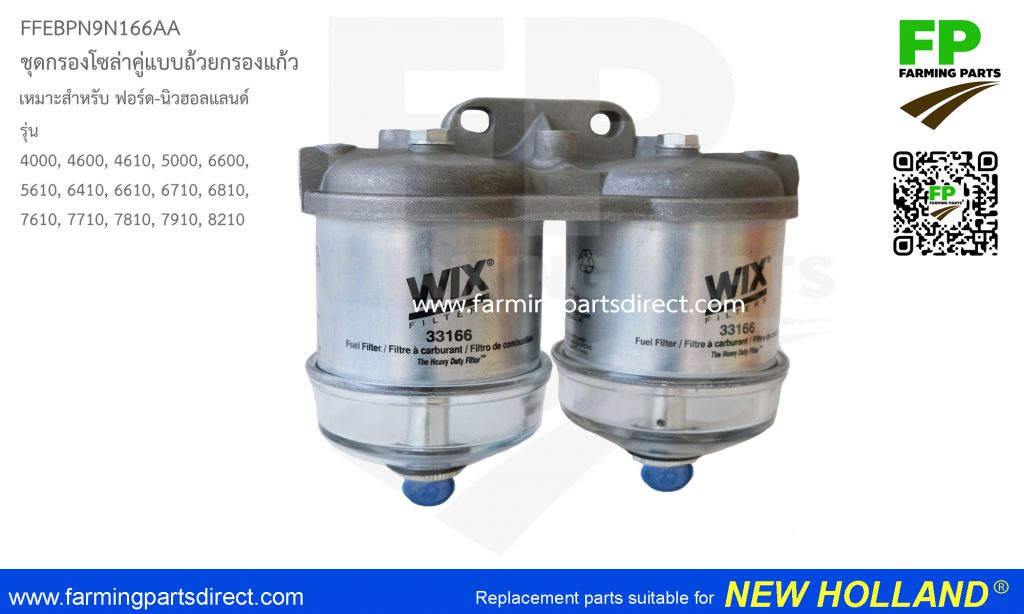 FFEBPN9N166AA
ชุดกรองโซล่าคู่แบบถ้วยกรองแก้ว
เหมาะสำหรับ ฟอร์ด-นิวฮอลแลนด์
รุ่น
4000, 4600, 4610, 5000, 6600,
5610, 6410, 6610, 6710, 6810,
7610, 7710, 7810, 7910, 8210
FP
FARMING PARTS
FP
FARMING PARTS
WIX®
FILTERS
33166
Fuel Filter / Filtre à carburant / Filtro de combustible
The Heavy Duty Filter™
WIX®
FILTERS
33166
Fuel Filter / Filtre à carburant / Filtro de
The Heavy Duty Filter™
www.farmingpartsdirect.com
www.farmingpartsdirect.com
Replacement parts suitable for NEW HOLLAND®